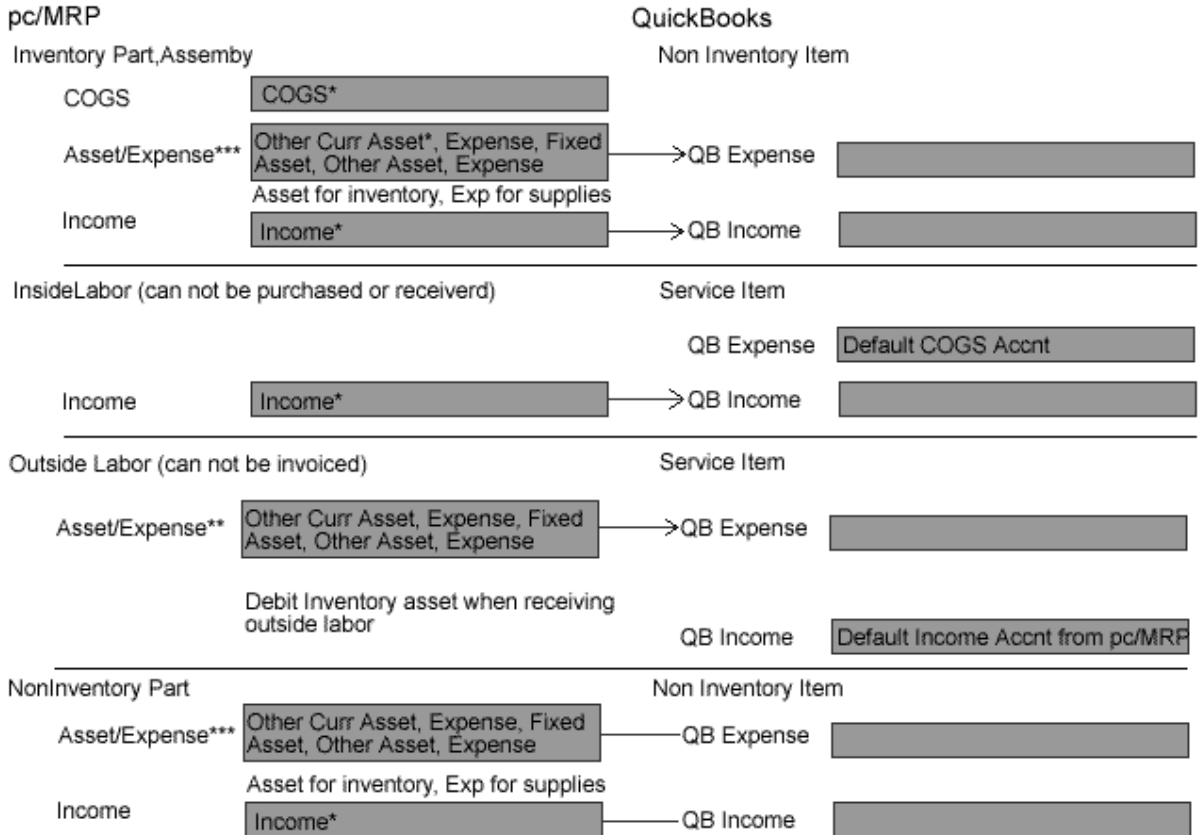 pc/MRP QuickBooks
Inventory Part,Assemby Non Inventory Item
COGS COGS*
Asset/Expense*** Other Curr Asset*, Expense, Fixed
Asset, Other Asset, Expense QB Expense
Asset for inventory, Exp for supplies
Income Income* QB Income
InsideLabor (can not be purchased or receiverd) Service Item
QB Expense Default COGS Accnt
Income Income* QB Income
Outside Labor (can not be invoiced) Service Item
Asset/Expense** Other Curr Asset, Expense, Fixed
Asset, Other Asset, Expense QB Expense
Debit Inventory asset when receiving
outside labor
QB Income Default Income Accnt from pc/MRP
NonInventory Part Non Inventory Item
Asset/Expense*** Other Curr Asset, Expense, Fixed
Asset, Other Asset, Expense QB Expense
Asset for inventory, Exp for supplies
Income Income* QB Income